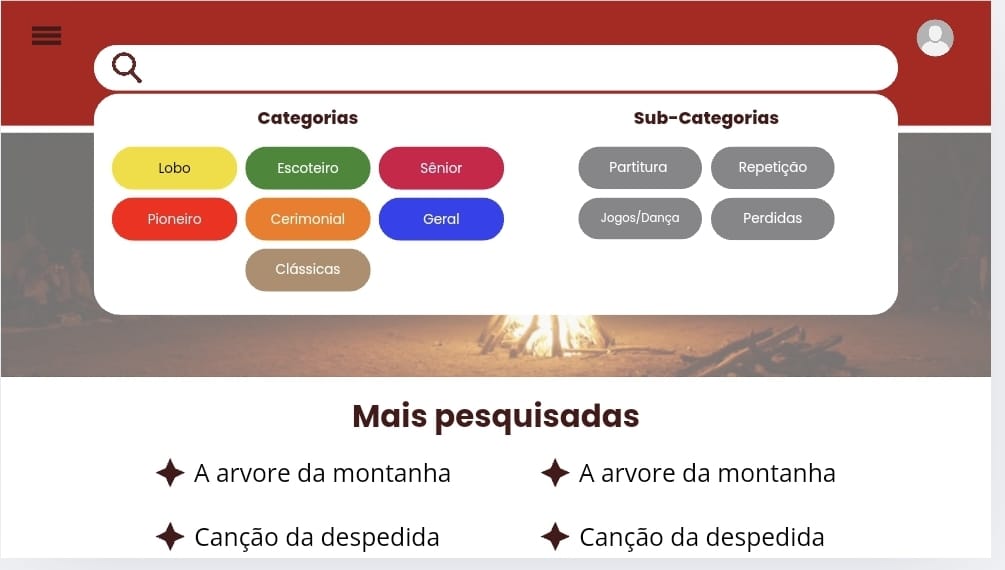 Categorias
Sub-Categorias
Lobo
Escoteiro
Sênior
Partitura
Repetição
Pioneiro
Cerimonial
Geral
Jogos/Dança
Perdidas
Clássicas
Mais pesquisadas
A arvore da montanha
A arvore da montanha
Canção da despedida
Canção da despedida